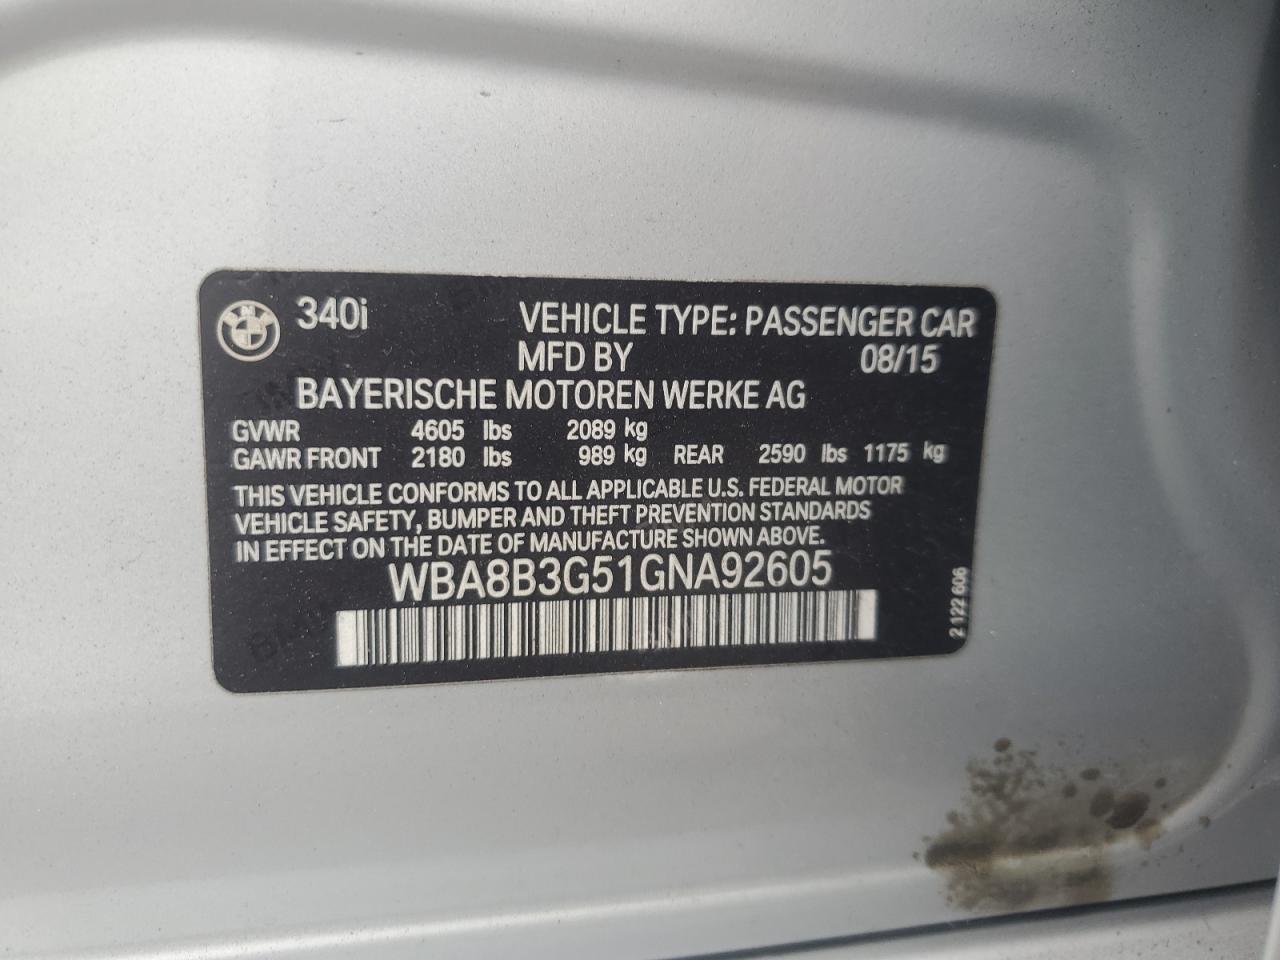 BMW 340i VEHICLE TYPE: PASSENGER CAR
MFD BY 08/15
BAYERISCHE MOTOREN WERKE AG
GVWR 4605 lbs 2089 kg
GAWR FRONT 2180 lbs 989 kg REAR 2590 lbs 1175 kg
THIS VEHICLE CONFORMS TO ALL APPLICABLE U.S. FEDERAL MOTOR
VEHICLE SAFETY, BUMPER AND THEFT PREVENTION STANDARDS
IN EFFECT ON THE DATE OF MANUFACTURE SHOWN ABOVE.
WBA8B3G51GNA92605
2 122 606